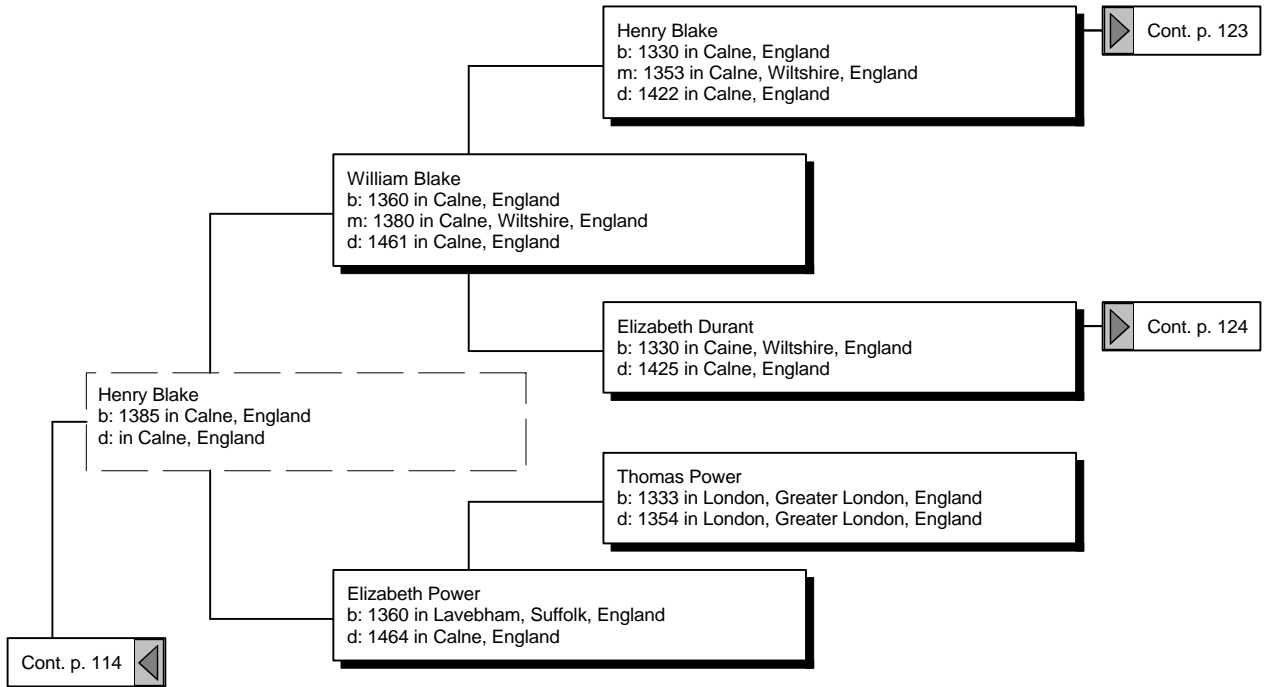 Henry Blake
b: 1330 in Calne, England
m: 1353 in Calne, Wiltshire, England
d: 1422 in Calne, England
Cont. p. 123
William Blake
b: 1360 in Calne, England
m: 1380 in Calne, Wiltshire, England
d: 1461 in Calne, England
Elizabeth Durant
b: 1330 in Caine, Wiltshire, England
d: 1425 in Calne, England
Cont. p. 124
Henry Blake
b: 1385 in Calne, England
d: in Calne, England
Thomas Power
b: 1333 in London, Greater London, England
d: 1354 in London, Greater London, England
Elizabeth Power
b: 1360 in Lavebham, Suffolk, England
d: 1464 in Calne, England
Cont. p. 114